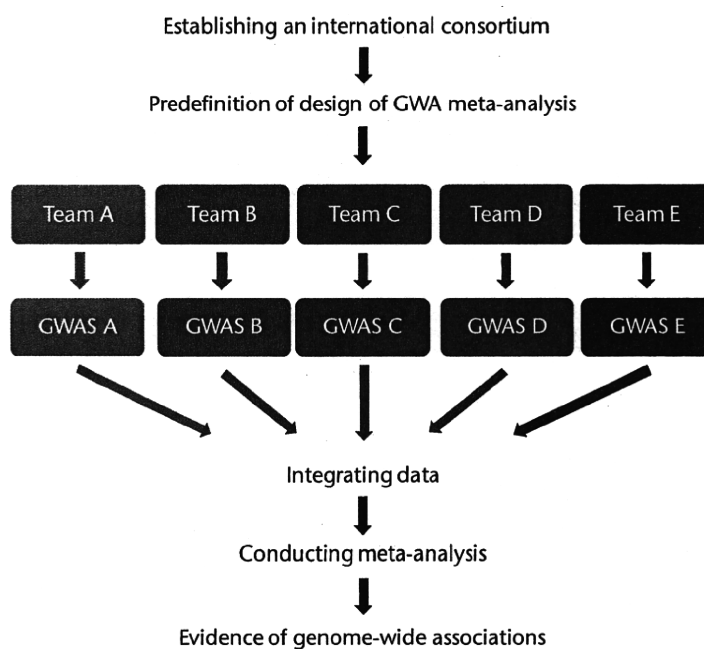 Establishing an international consortium
Predefinition of design of GWA meta-analysis
Team A
Team B
Team C
Team D
Team E
GWAS A
GWAS B
GWAS C
GWAS D
GWAS E
Integrating data
Conducting meta-analysis
Evidence of genome-wide associations